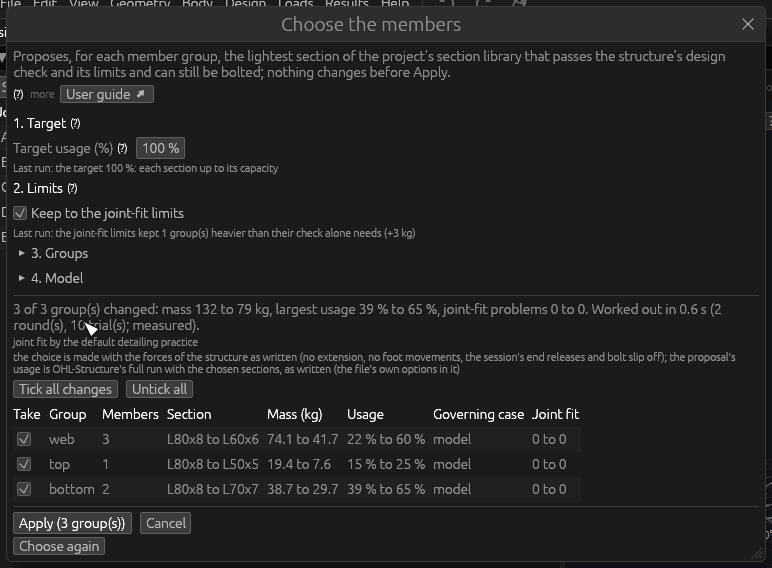 File Edit View Geometry Body Design Loads Results Help
Choose the members
Proposes, for each member group, the lightest section of the project's section library that passes the structure's design
check and its limits and can still be bolted; nothing changes before Apply.
(?) more User guide
1. Target (?)
Target usage (%) (?) 100 %
Last run: the target 100 %: each section up to its capacity
2. Limits (?)
Keep to the joint-fit limits
Last run: the joint-fit limits kept 1 group(s) heavier than their check alone needs (+3 kg)
3. Groups
4. Model
3 of 3 group(s) changed: mass 132 to 79 kg, largest usage 39 % to 65 %, joint-fit problems 0 to 0. Worked out in 0.6 s (2
round(s), 10 trial(s); measured).
joint fit by the default detailing practice
the choice is made with the forces of the structure as written (no extension, no foot movements, the session's end releases and bolt slip off); the proposal's
usage is OHL-Structure's full run with the chosen sections, as written (the file's own options in it)
Tick all changes Untick all
Take Group Members Section Mass (kg) Usage Governing case Joint fit
web 3 L80x8 to L60x6 74.1 to 41.7 22 % to 60 % model 0 to 0
top 1 L80x8 to L50x5 19.4 to 7.6 15 % to 25 % model 0 to 0
bottom 2 L80x8 to L70x7 38.7 to 29.7 39 % to 65 % model 0 to 0
Apply (3 group(s)) Cancel
Choose again